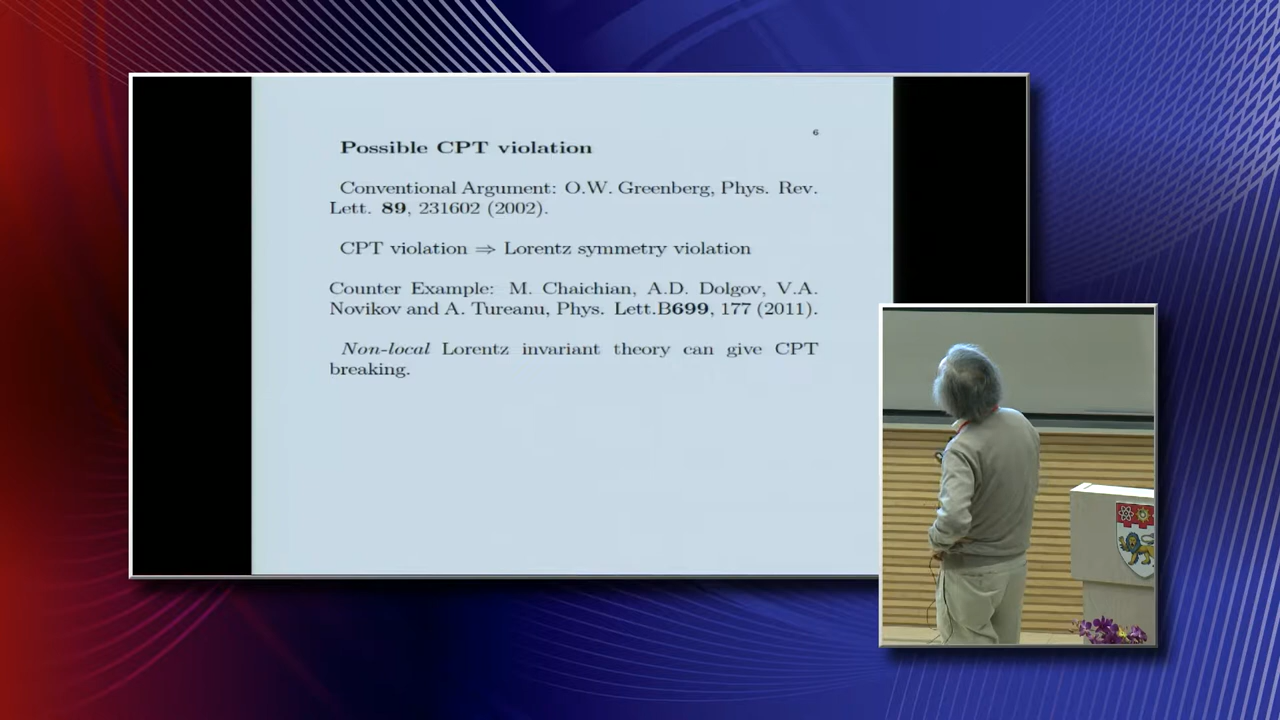 6
Possible CPT violation
Conventional Argument: O.W. Greenberg, Phys. Rev.
Lett. 89, 231602 (2002).
CPT violation ⇒ Lorentz symmetry violation
Counter Example: M. Chaichian, A.D. Dolgov, V.A.
Novikov and A. Tureanu, Phys. Lett.B699, 177 (2011).
Non-local Lorentz invariant theory can give CPT
breaking.